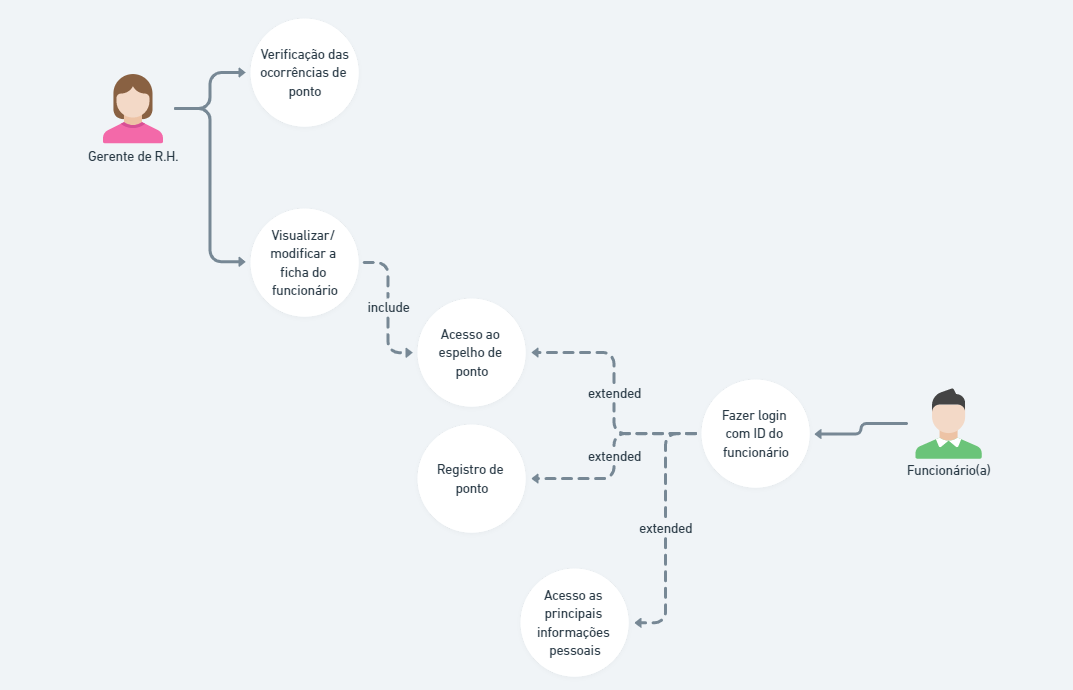 Verificação das
ocorrências de
ponto
Gerente de R.H.
Visualizar/
modificar a
ficha do
funcionário
include
Acesso ao
espelho de
ponto
extended
Fazer login
com ID do
funcionário
Funcionário(a)
extended
Registro de
ponto
extended
Acesso as
principais
informações
pessoais